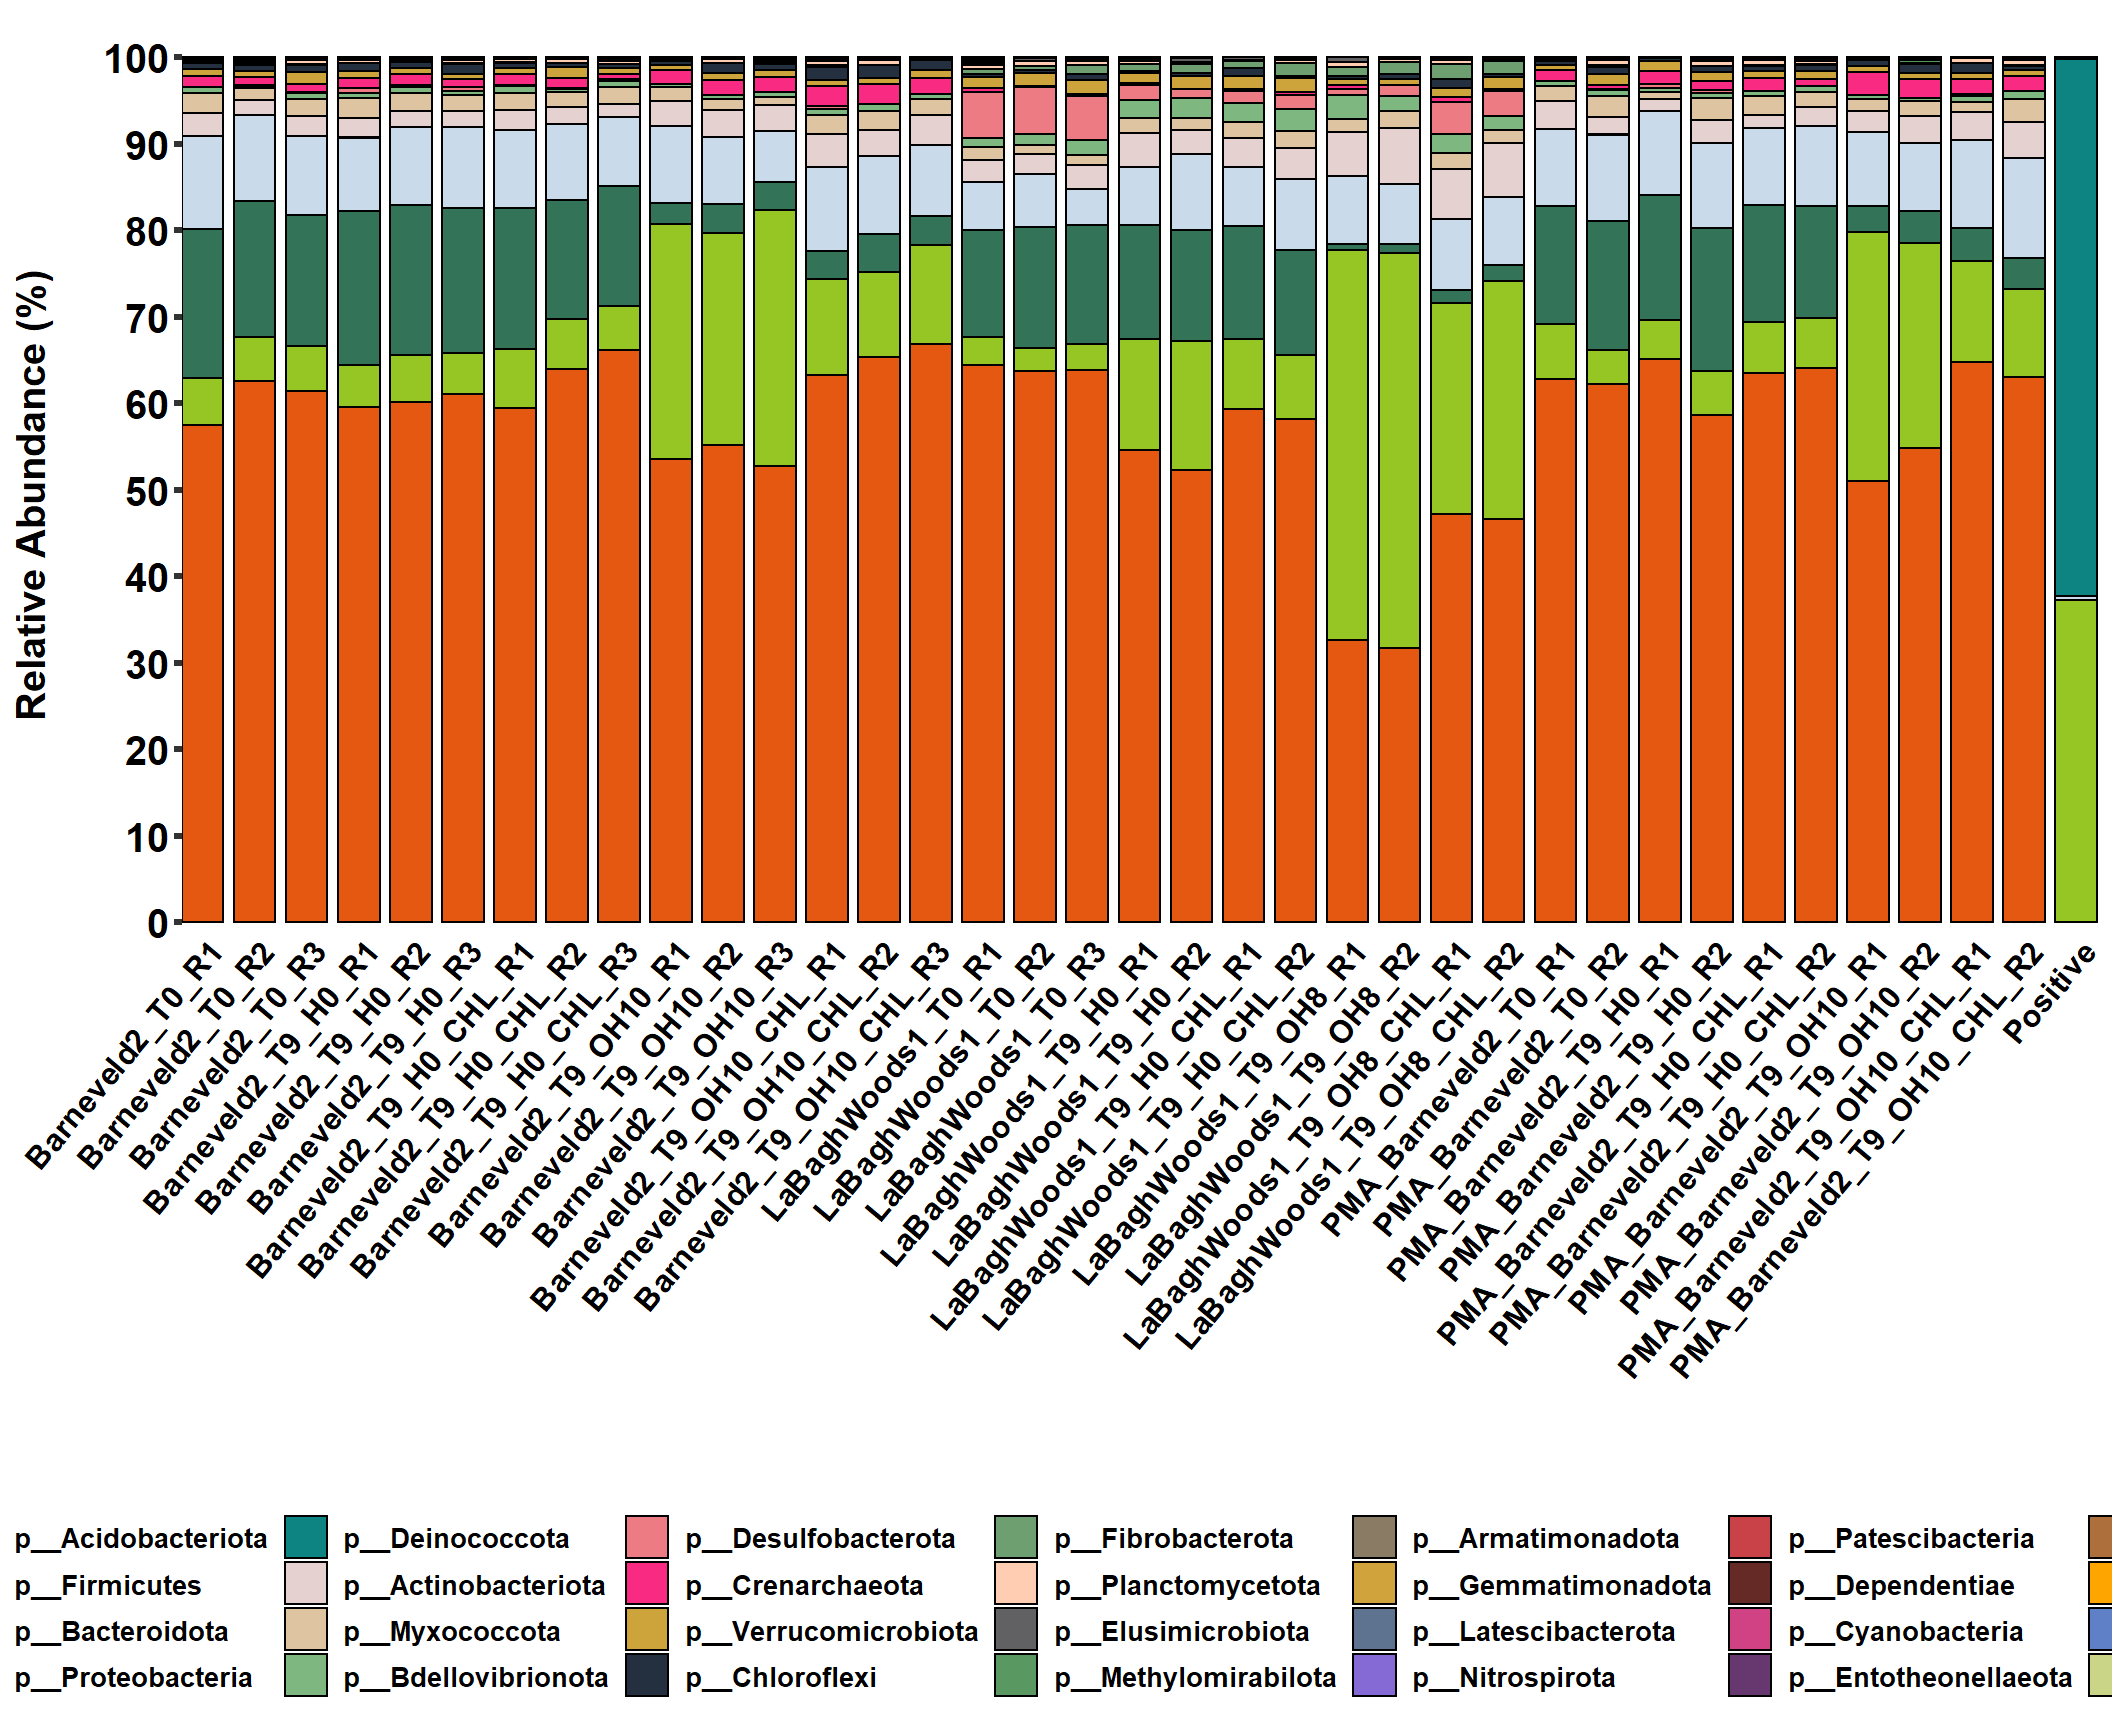 Relative Abundance (%)
100
90
80
70
60
50
40
30
20
10
0
Barneveld2_T0_R1
Barneveld2_T0_R2
Barneveld2_T0_R3
Barneveld2_T9_H0_R1
Barneveld2_T9_H0_R2
Barneveld2_T9_H0_R3
Barneveld2_T9_H0_CHL_R1
Barneveld2_T9_H0_CHL_R2
Barneveld2_T9_H0_CHL_R3
Barneveld2_T9_OH10_R1
Barneveld2_T9_OH10_R2
Barneveld2_T9_OH10_R3
Barneveld2_T9_OH10_CHL_R1
Barneveld2_T9_OH10_CHL_R2
Barneveld2_T9_OH10_CHL_R3
LaBaghWoods1_T0_R1
LaBaghWoods1_T0_R2
LaBaghWoods1_T0_R3
LaBaghWoods1_T9_H0_R1
LaBaghWoods1_T9_H0_R2
LaBaghWoods1_T9_H0_CHL_R1
LaBaghWoods1_T9_H0_CHL_R2
LaBaghWoods1_T9_OH8_R1
LaBaghWoods1_T9_OH8_R2
LaBaghWoods1_T9_OH8_CHL_R1
LaBaghWoods1_T9_OH8_CHL_R2
PMA_Barneveld2_T0_R1
PMA_Barneveld2_T0_R2
PMA_Barneveld2_T9_H0_R1
PMA_Barneveld2_T9_H0_R2
PMA_Barneveld2_T9_H0_CHL_R1
PMA_Barneveld2_T9_H0_CHL_R2
PMA_Barneveld2_T9_OH10_R1
PMA_Barneveld2_T9_OH10_R2
PMA_Barneveld2_T9_OH10_CHL_R1
PMA_Barneveld2_T9_OH10_CHL_R2
Positive
p__Acidobacteriota p__Deinococcota p__Desulfobacterota p__Fibrobacterota p__Armatimonadota p__Patescibacteria
p__Firmicutes p__Actinobacteriota p__Crenarchaeota p__Planctomycetota p__Gemmatimonadota p__Dependentiae
p__Bacteroidota p__Myxococcota p__Verrucomicrobiota p__Elusimicrobiota p__Latescibacterota p__Cyanobacteria
p__Proteobacteria p__Bdellovibrionota p__Chloroflexi p__Methylomirabilota p__Nitrospirota p__Entotheonellaeota